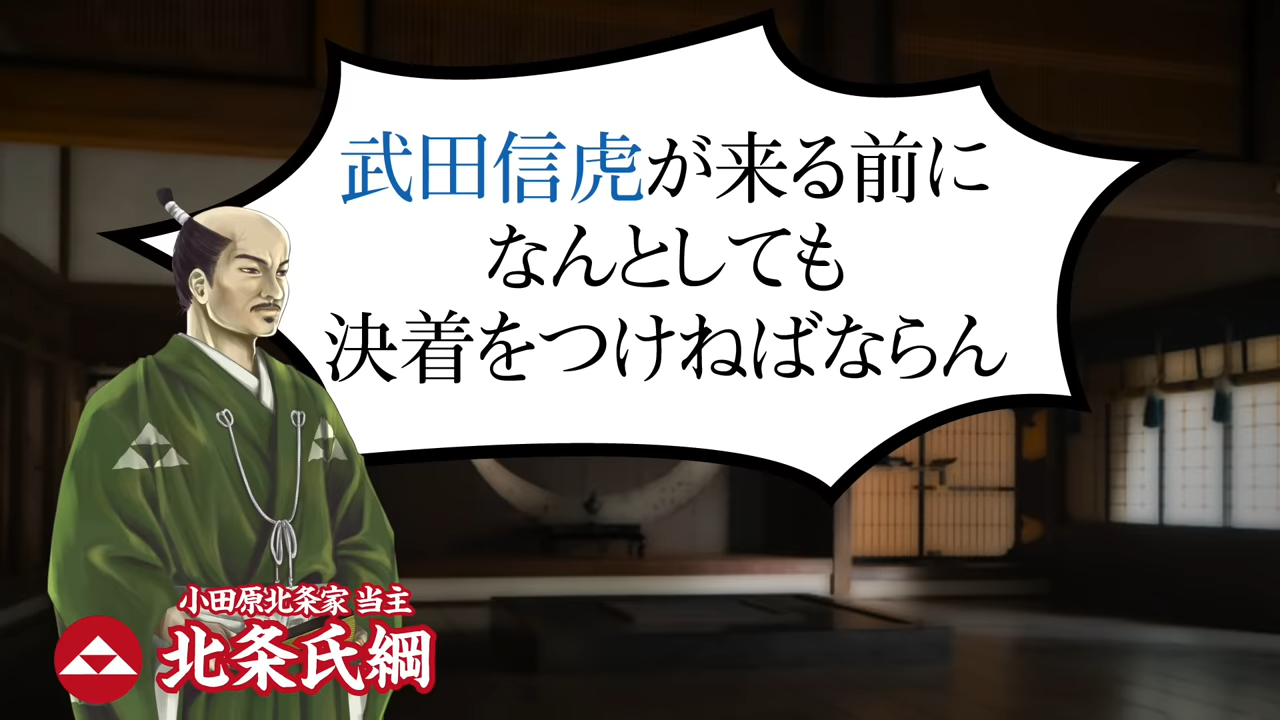 武田信虎が来る前に
なんとしても
決着をつけねばならん
小田原北条家 当主
北条氏綱